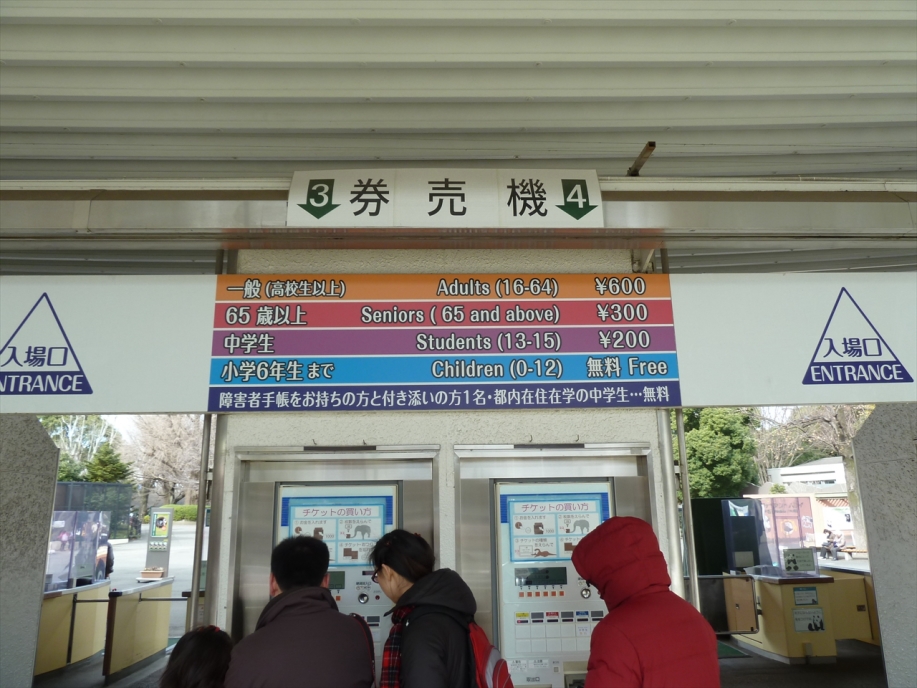 3 券売機 4
一般 (高校生以上) Adults (16-64) ¥600
65 歳以上 Seniors ( 65 and above) ¥300
中学生 Students (13-15) ¥200
小学6年生 まで Children (0-12) 無料 Free
障害者手帳をお持ちの方と付き添いの方1名・都内在住在学の中学生…無料
入場口
ENTRANCE
入場口
ENTRANCE
チケットの買い方
チケットの買い方